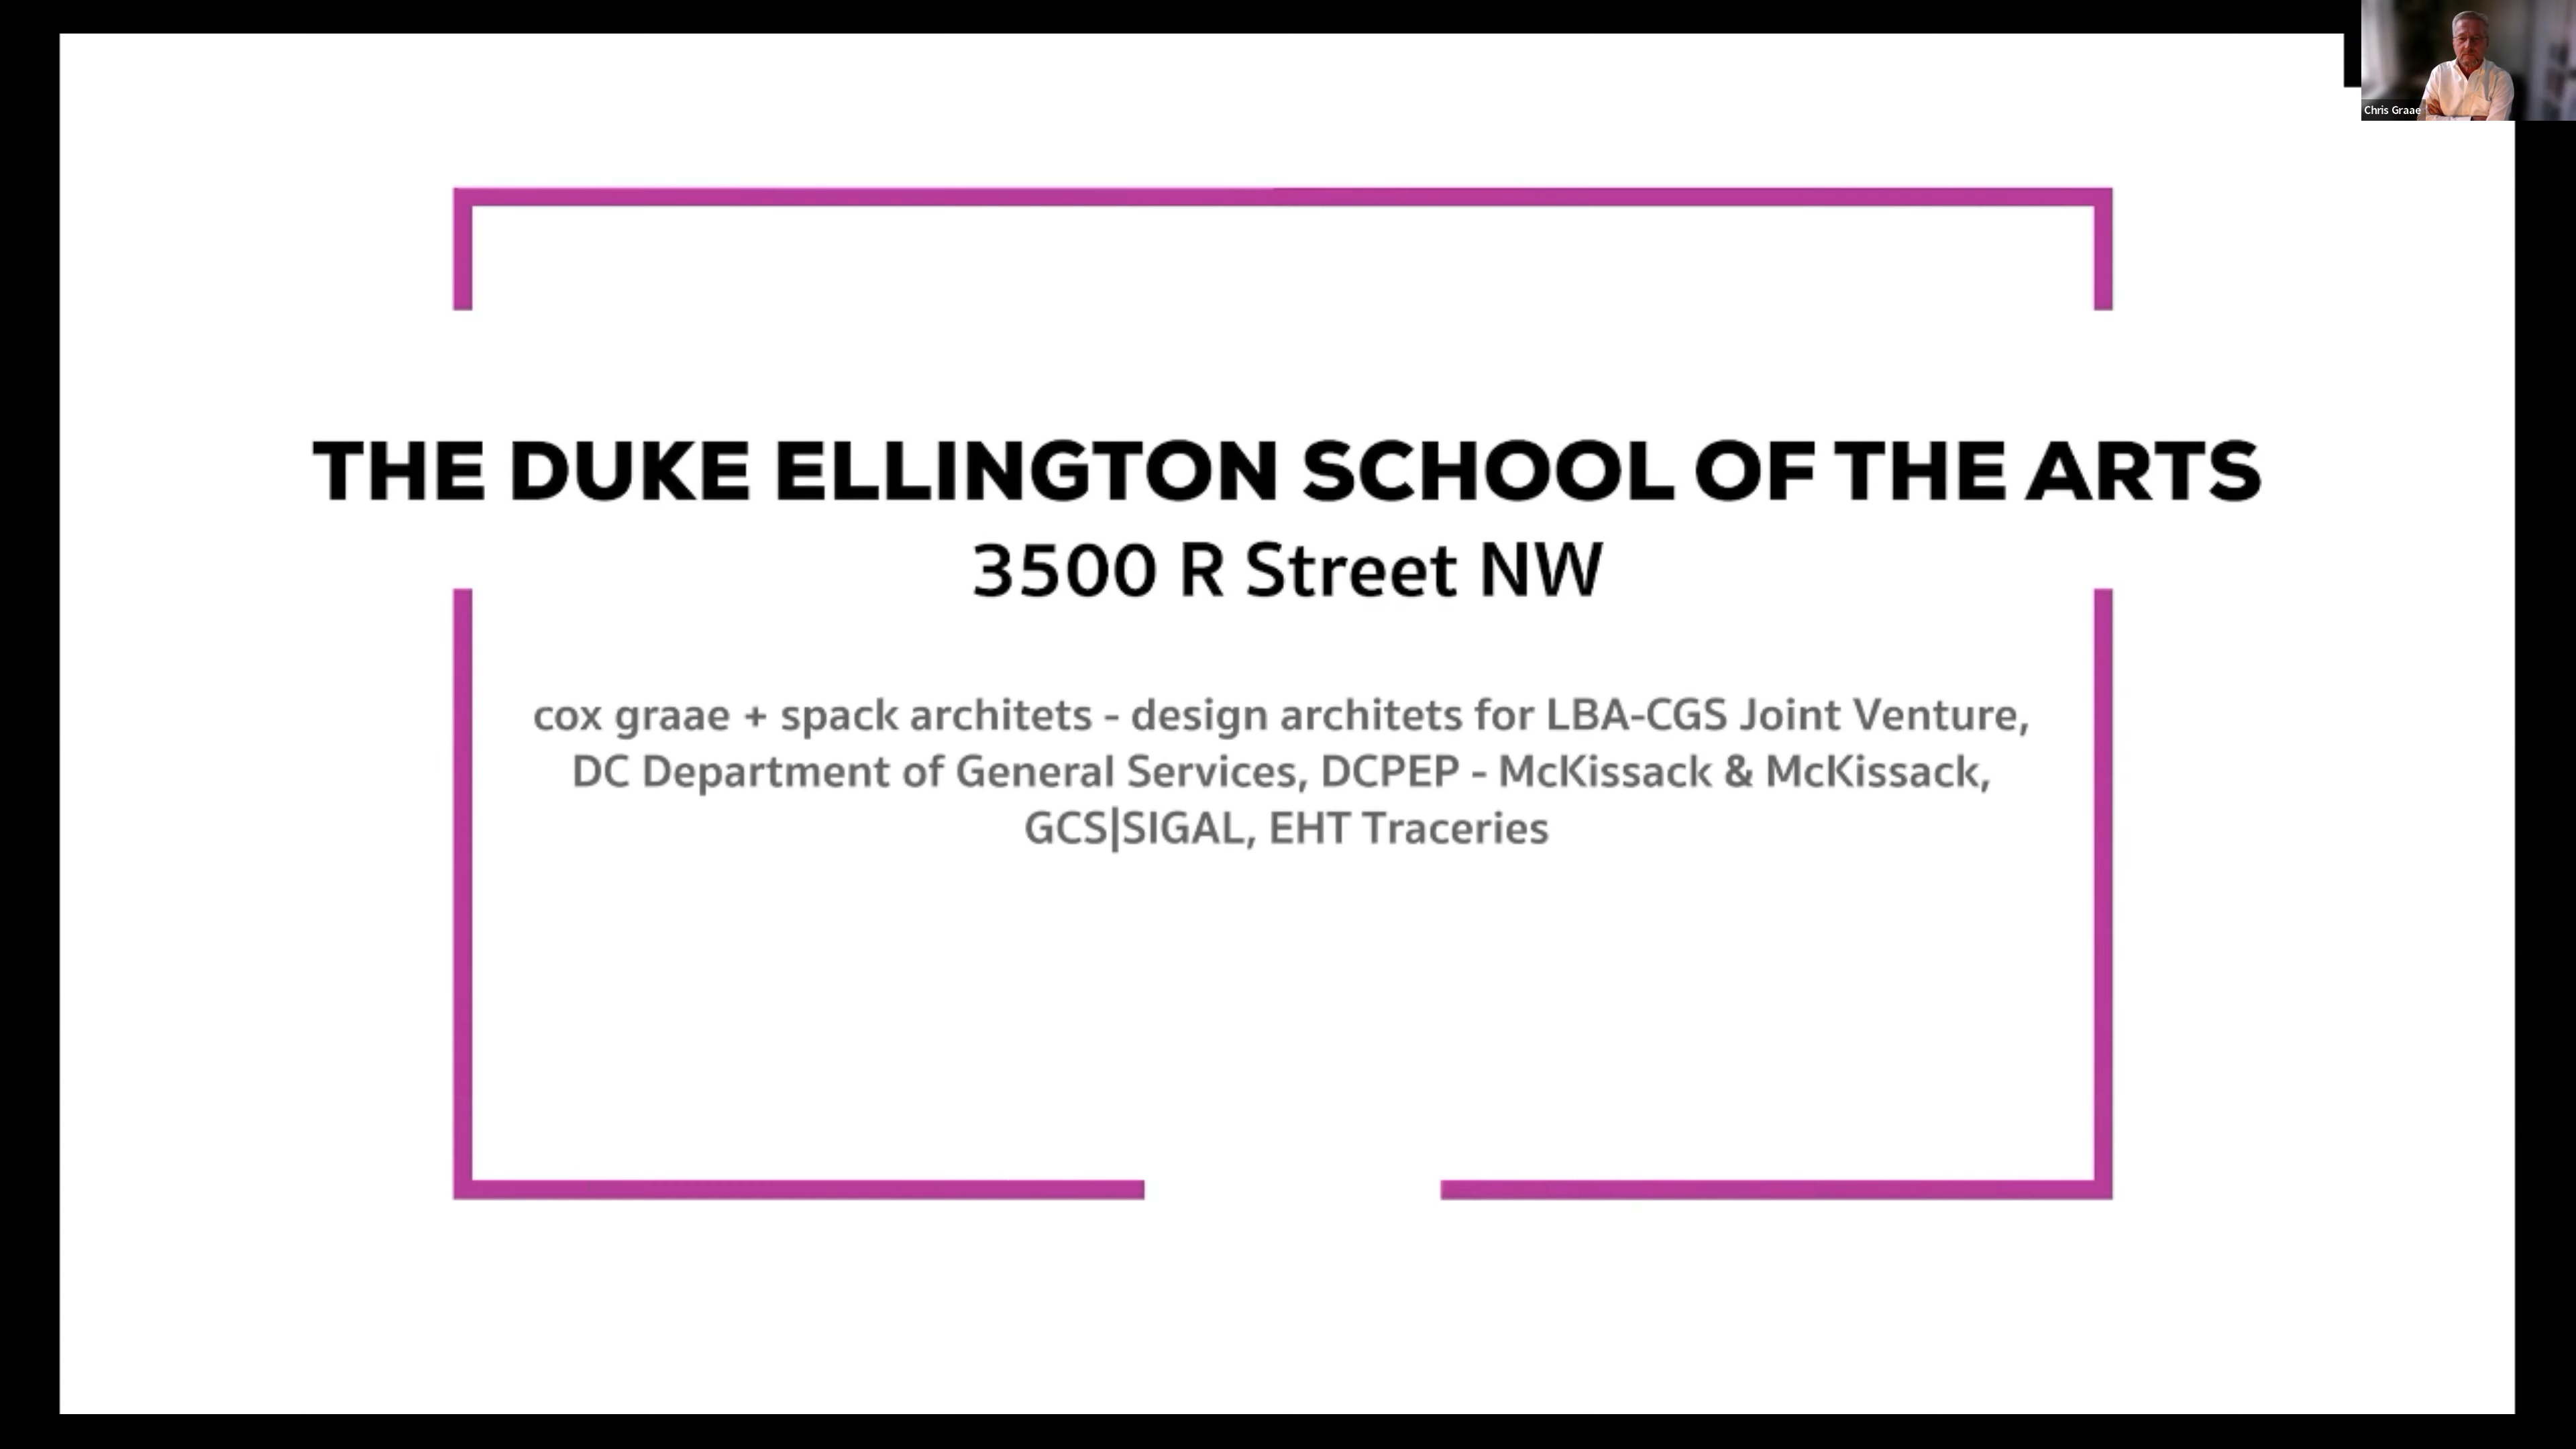 Chris Graae
THE DUKE ELLINGTON SCHOOL OF THE ARTS
3500 R Street NW
cox graae + spack architets - design architets for LBA-CGS Joint Venture,
DC Department of General Services, DCPEP - McKissack & McKissack,
GCS|SIGAL, EHT Traceries